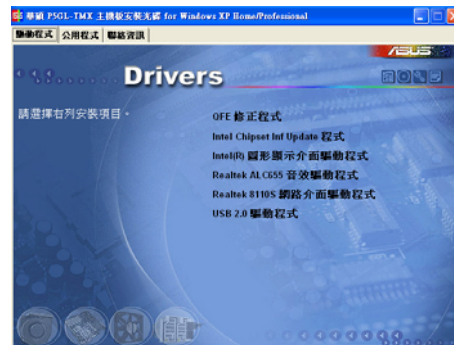 華碩 P5GL-TMX 主機板安裝光碟 for Windows XP Home/Professional
驅動程式 公用程式 聯絡資訊
ASUS
Drivers
請選擇右列安裝項目。
QFE 修正程式
Intel Chipset Inf Update 程式
Intel(R) 圖形顯示介面驅動程式
Realtek ALC655 音效驅動程式
Realtek 8110S 網路介面驅動程式
USB 2.0 驅動程式